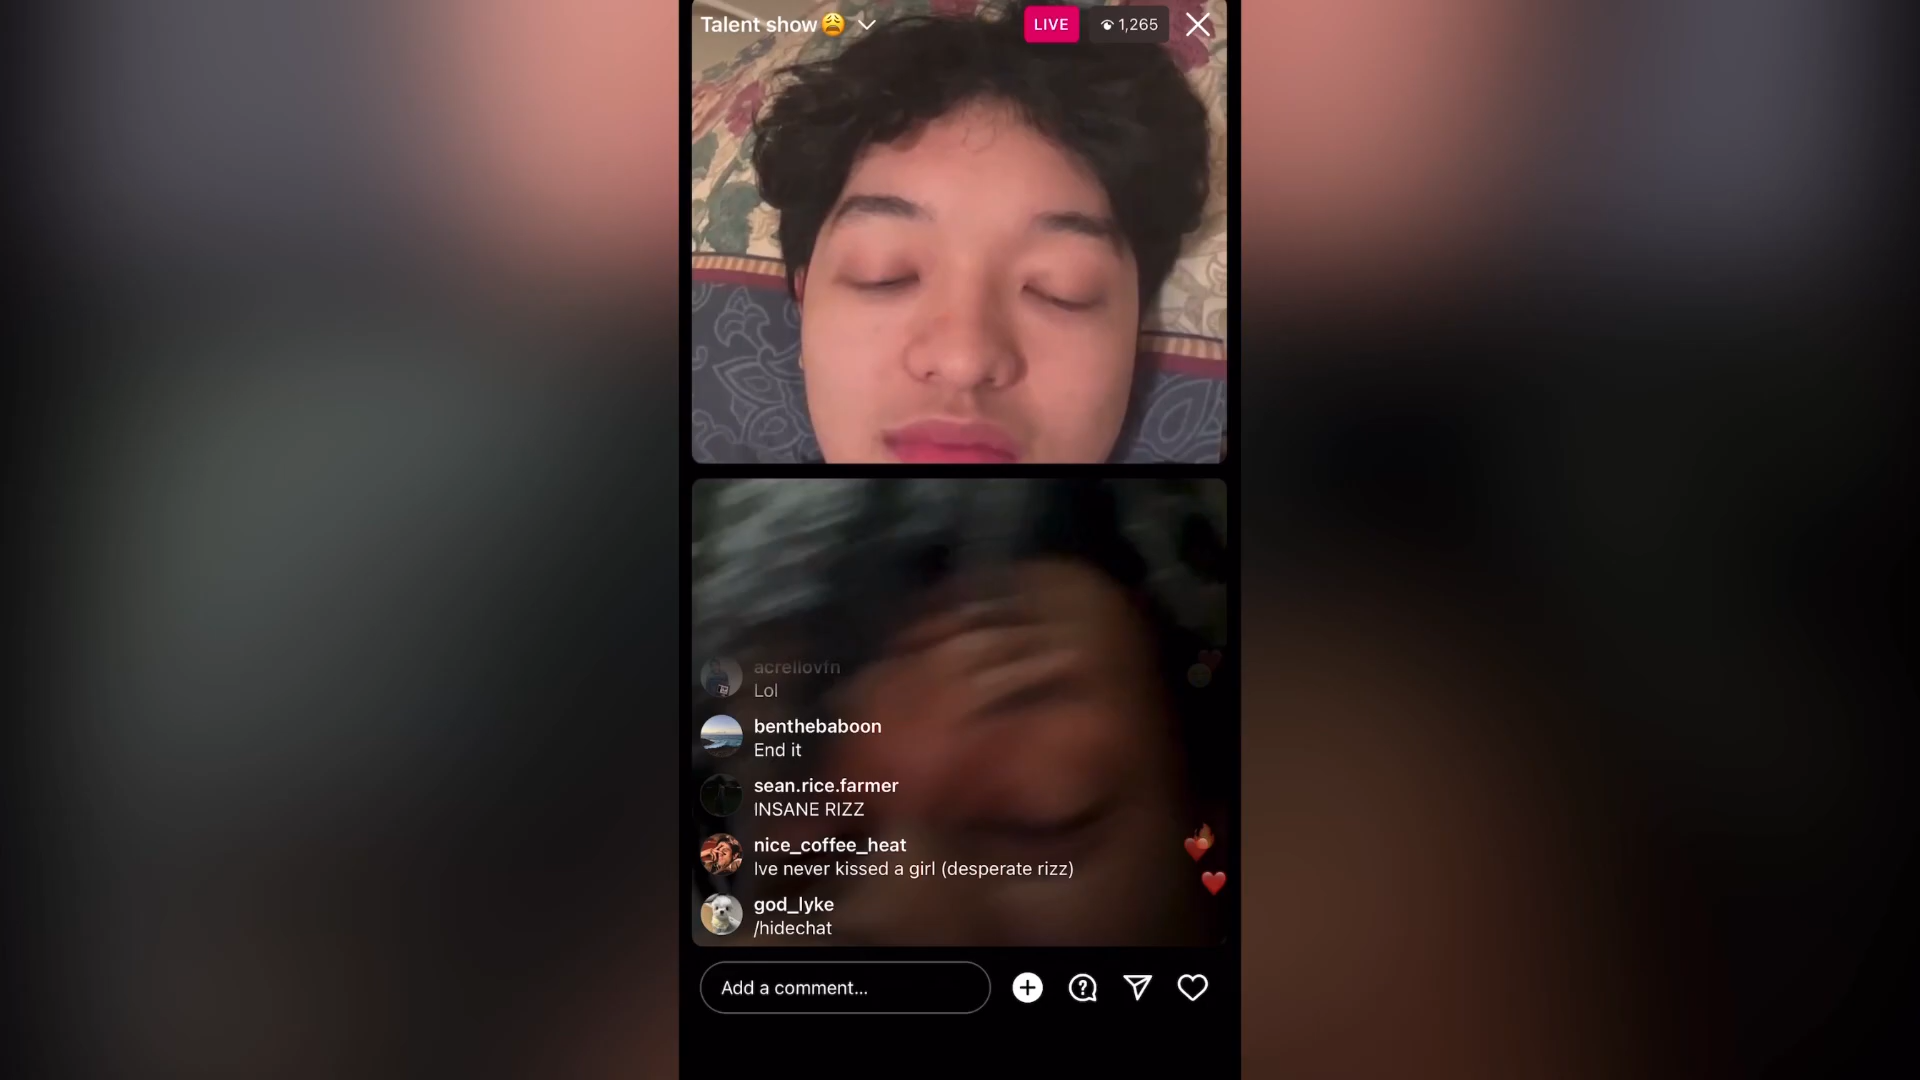 Talent show😩
LIVE
1,265
acrellovfn
Lol
benthebaboon
End it
sean.rice.farmer
INSANE RIZZ
nice_coffee_heat
Ive never kissed a girl (desperate rizz)
god_lyke
/hidechat
Add a comment...